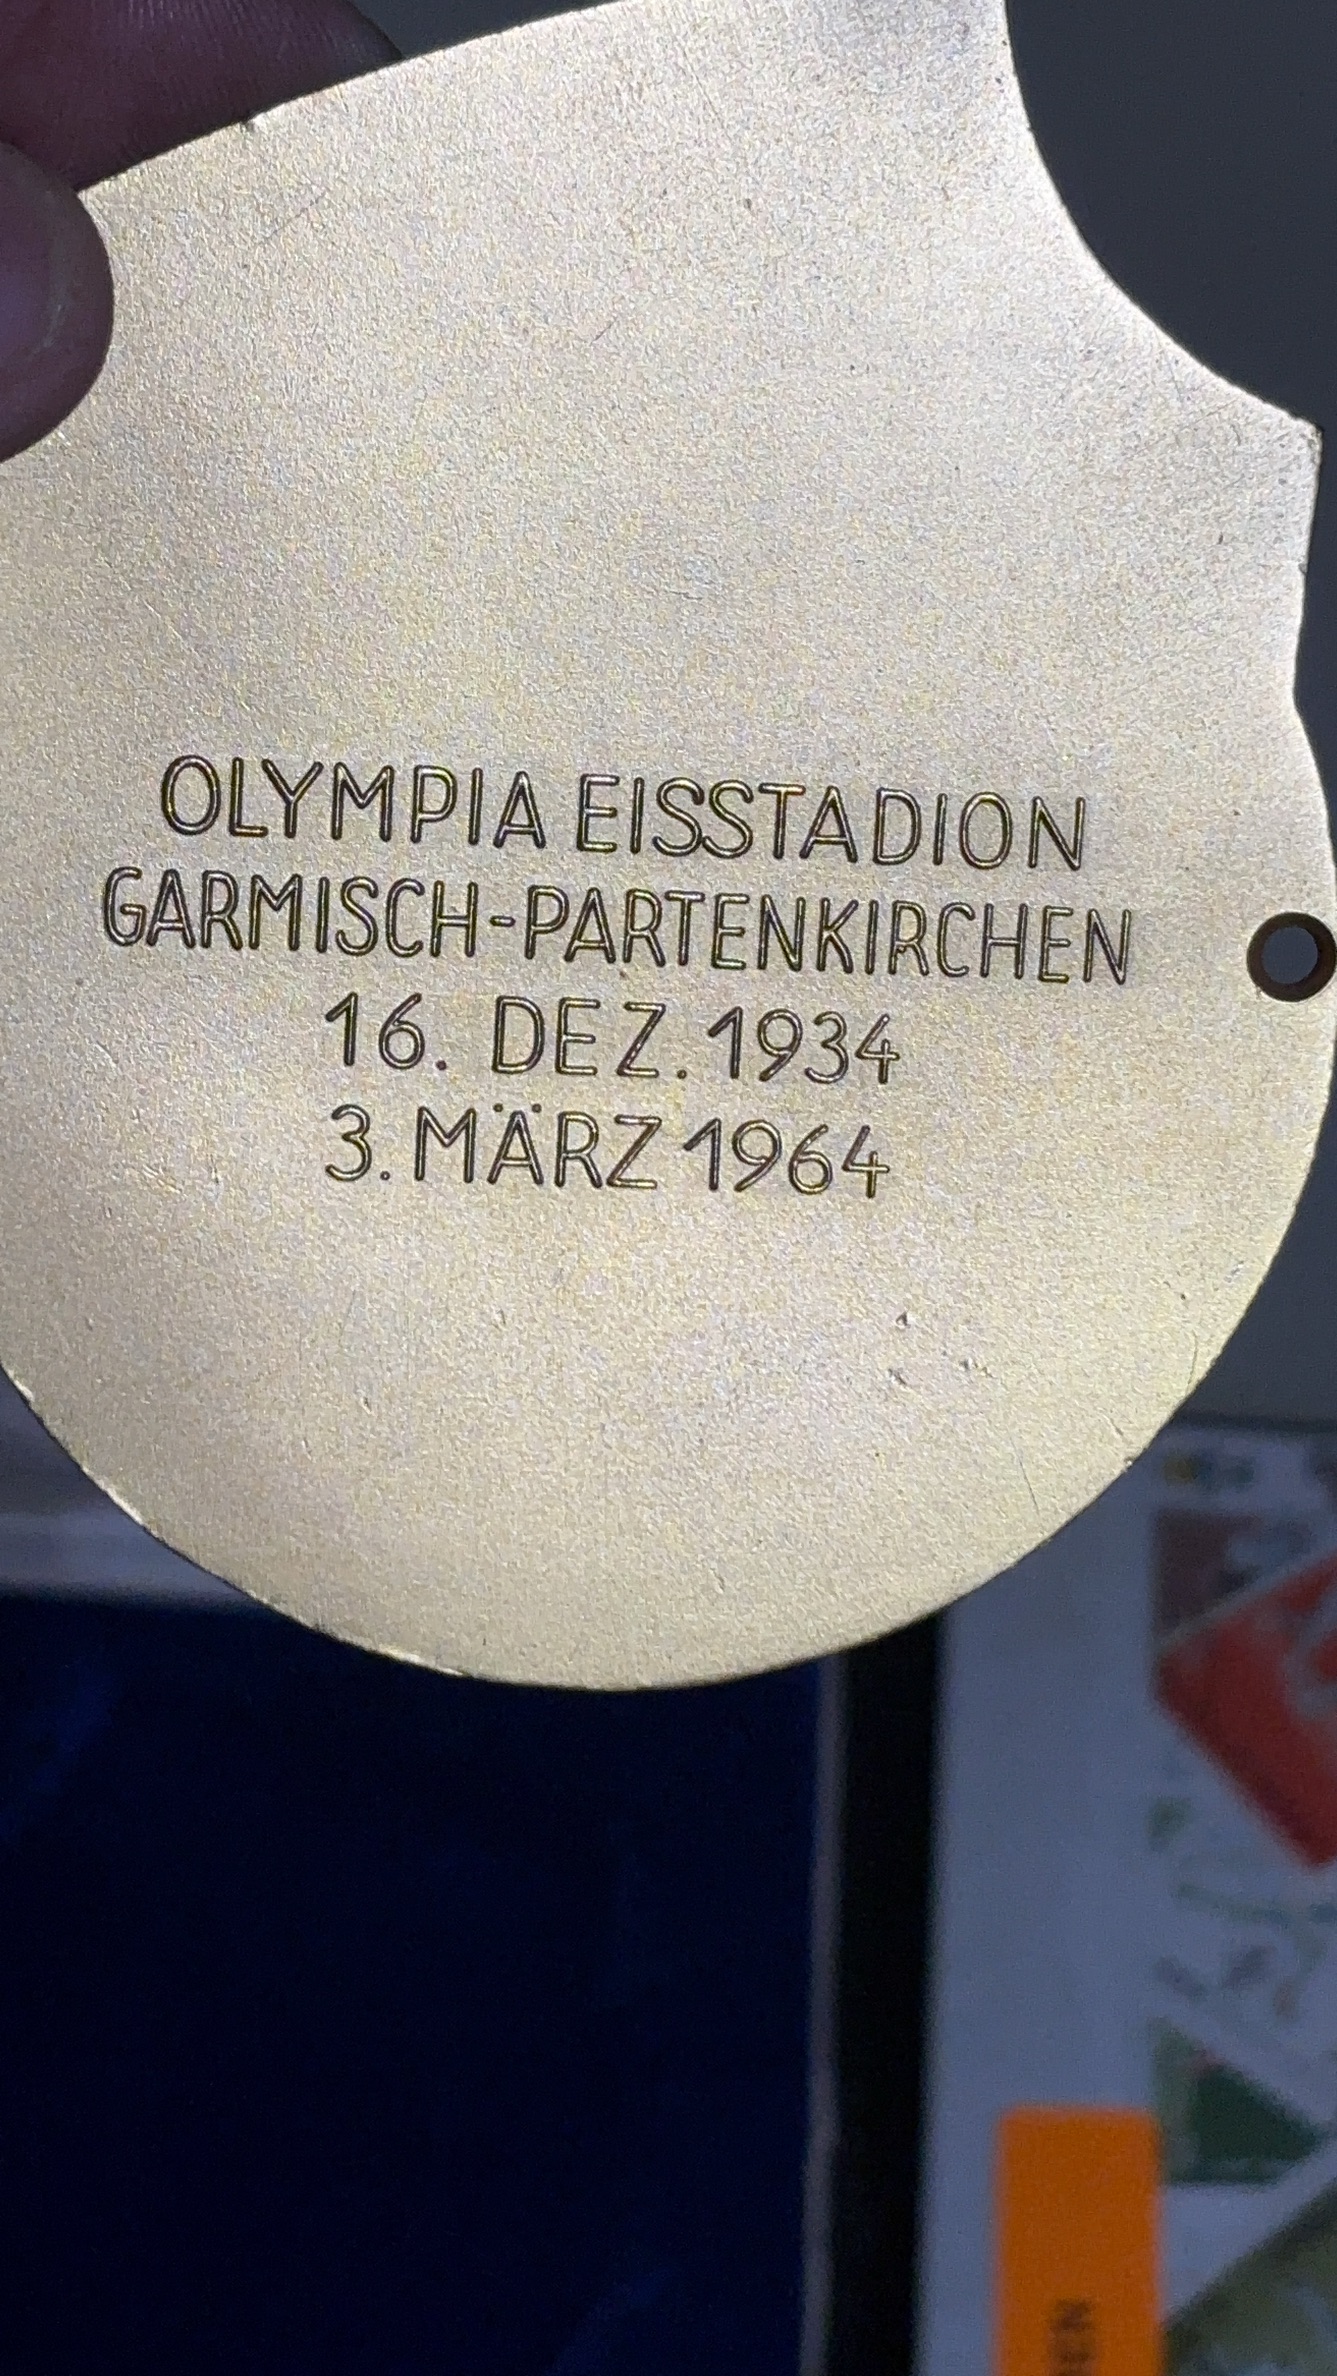 OLYMPIA EISSTADION
GARMISCH-PARTENKIRCHEN
16. DEZ. 1934
3. MÄRZ 1964